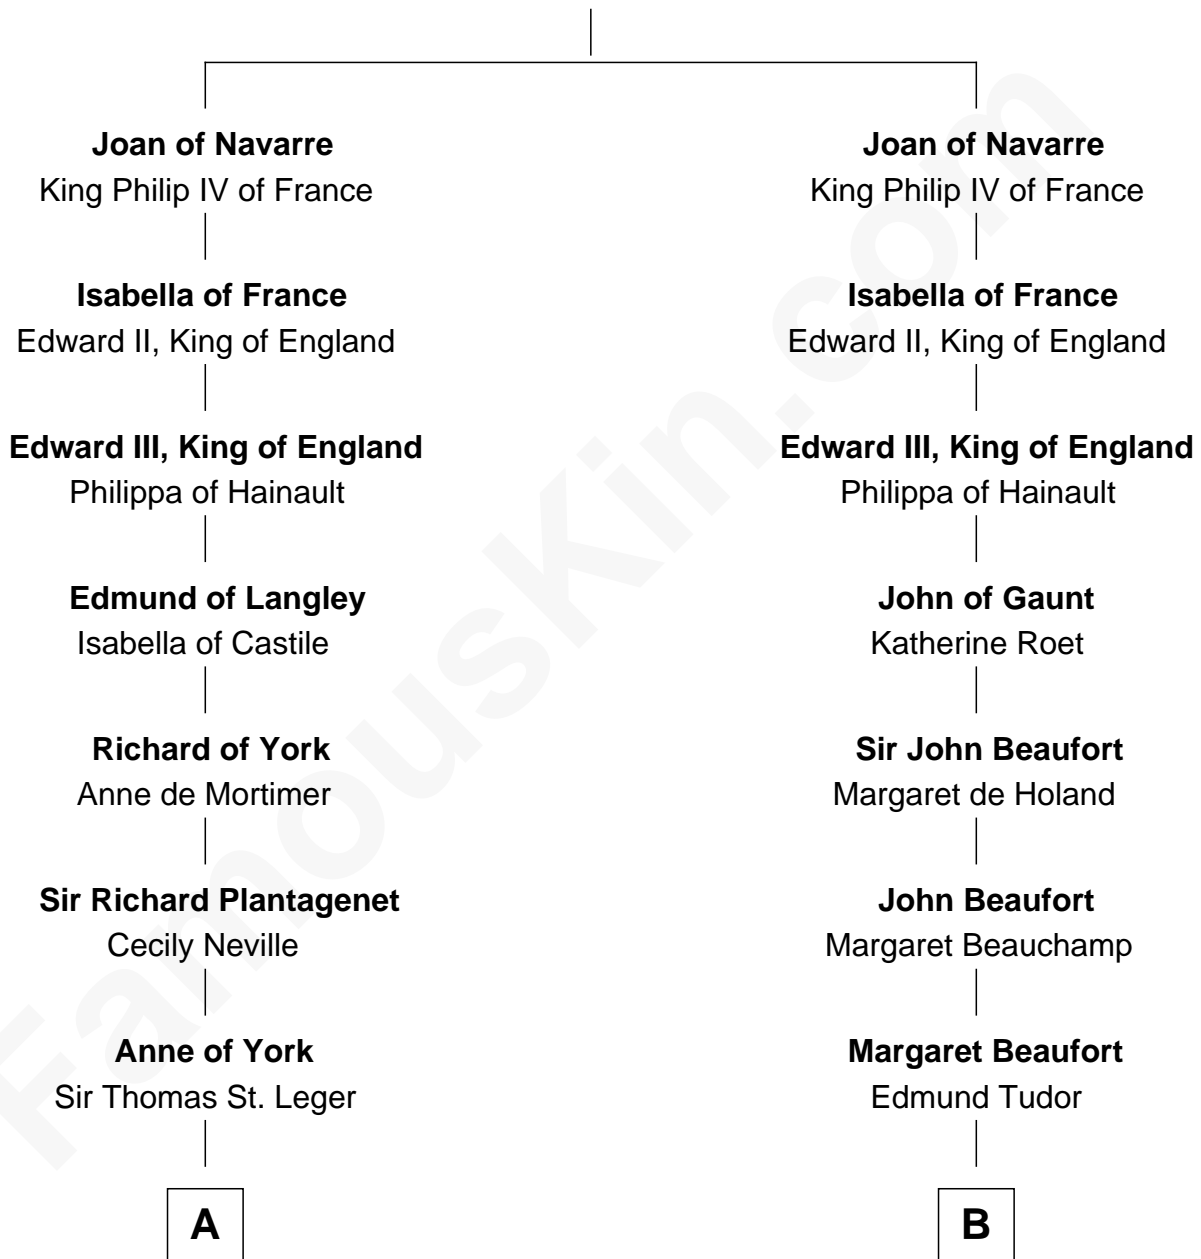 Joan of Navarre
King Philip IV of France
Isabella of France
Edward II, King of England
Edward III, King of England
Philippa of Hainault
Edmund of Langley
Isabella of Castile
Richard of York
Anne de Mortimer
Sir Richard Plantagenet
Cecily Neville
Anne of York
Sir Thomas St. Leger
A
Joan of Navarre
King Philip IV of France
Isabella of France
Edward II, King of England
Edward III, King of England
Philippa of Hainault
John of Gaunt
Katherine Roet
Sir John Beaufort
Margaret de Holand
John Beaufort
Margaret Beauchamp
Margaret Beaufort
Edmund Tudor
B
FamousKin.com